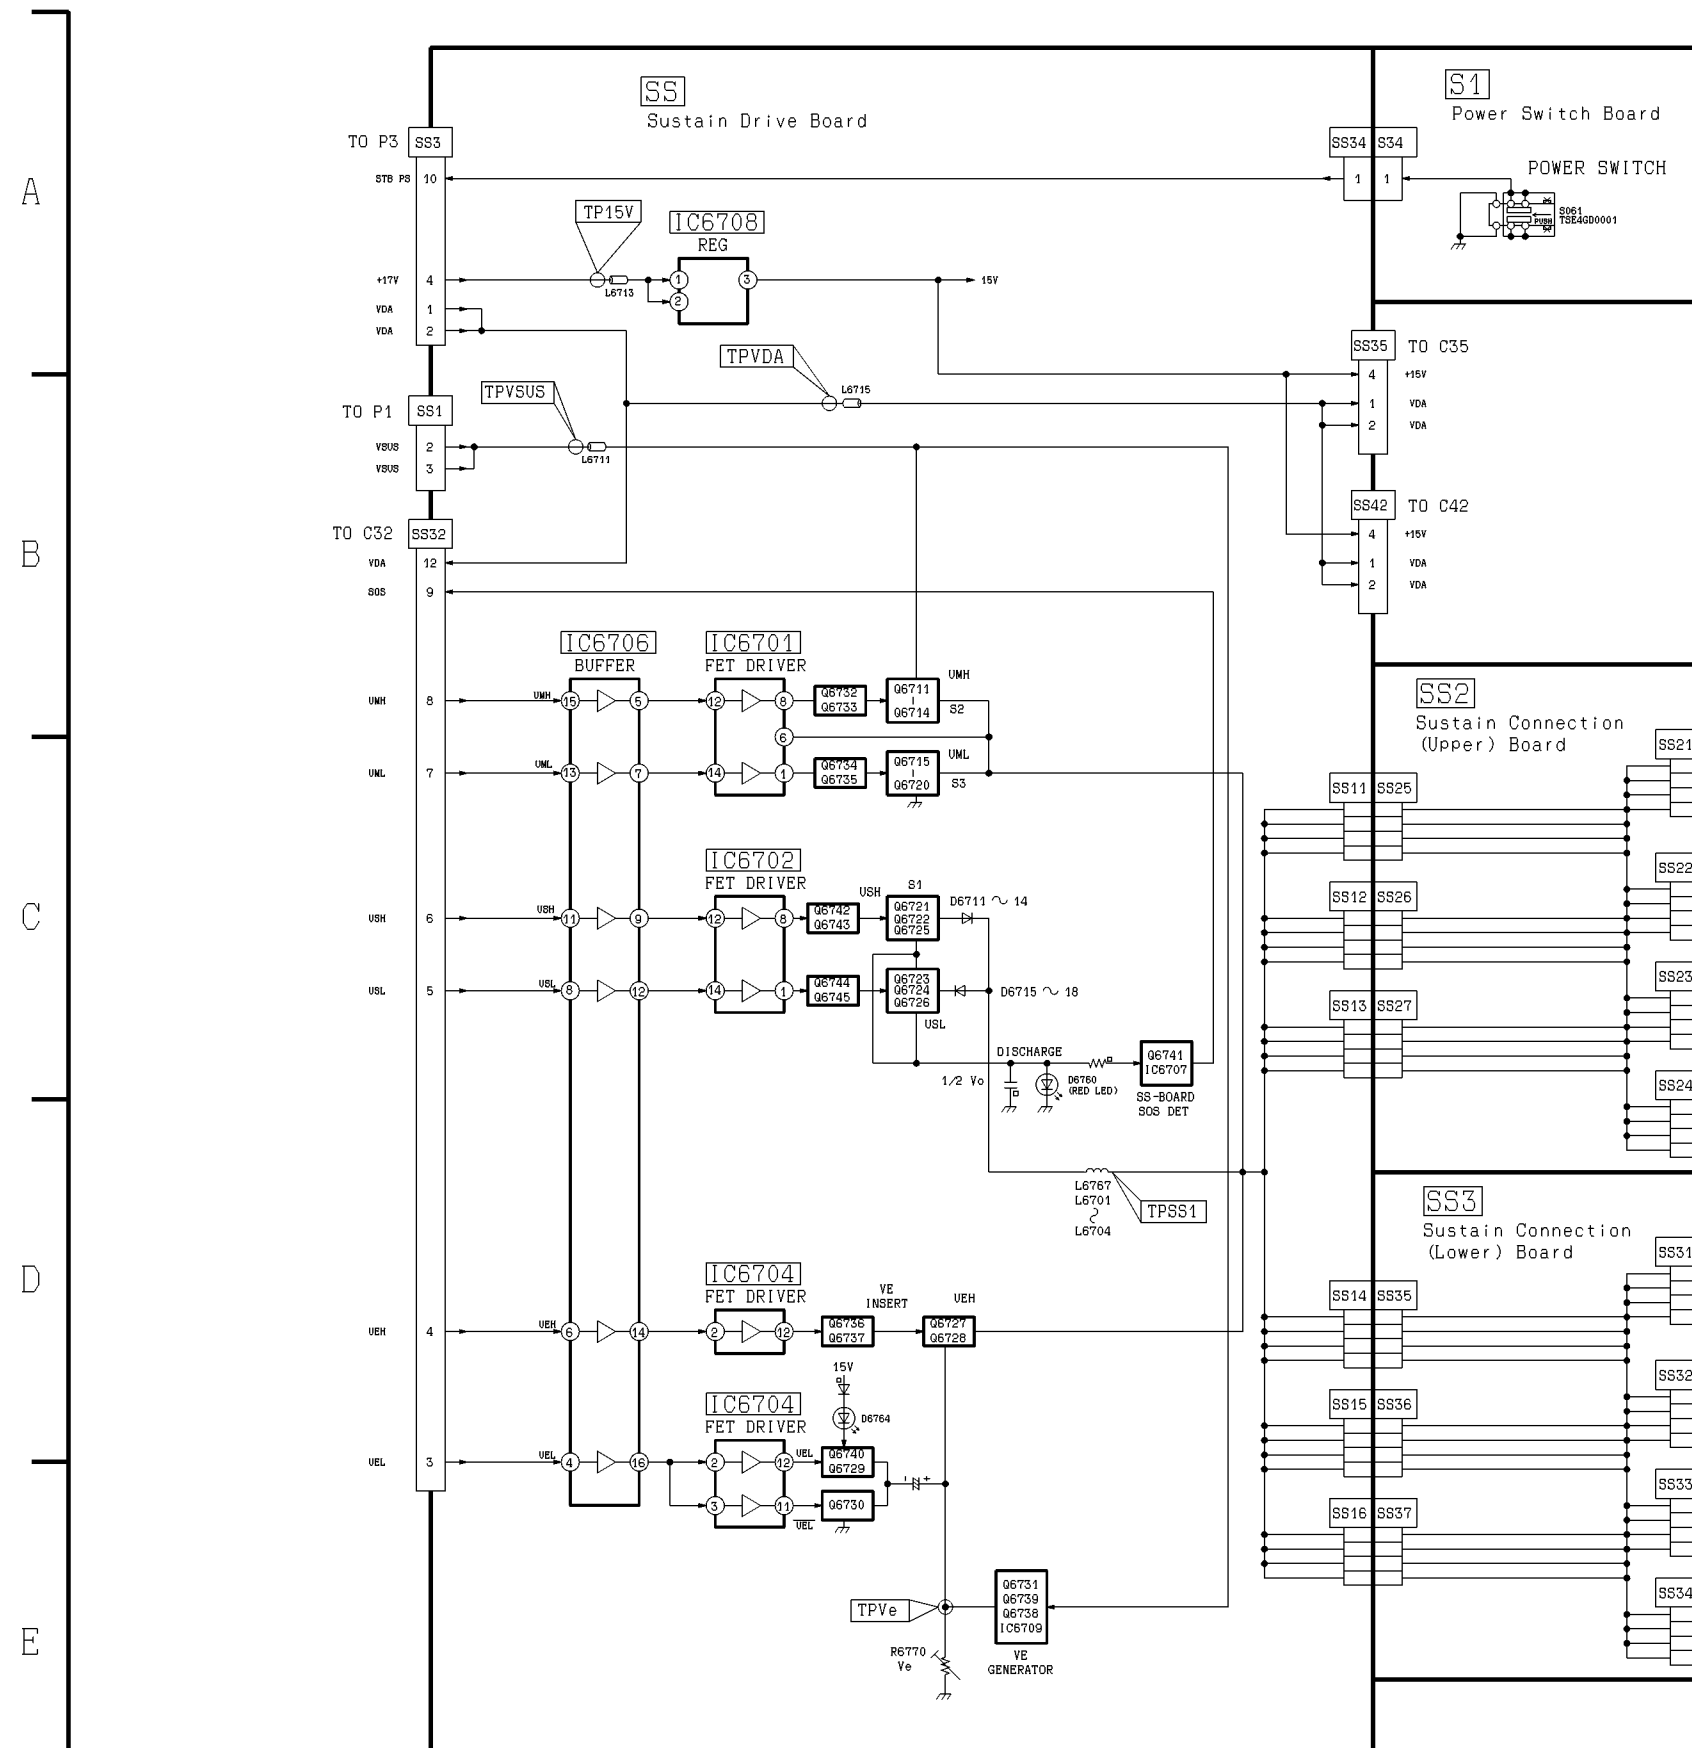 SS
Sustain Drive Board
S1
Power Switch Board
TO P3
SS3
SS34
S34
POWER SWITCH
A
STB PS
10
1
1
S061
TSE4GD0001
PUSH
TP15V
IC6708
REG
+17V
4
L6713
1
2
3
15V
VDA
1
VDA
2
TPVDA
L6715
SS35
TO C35
4
+15V
1
VDA
2
VDA
TPVSUS
TO P1
SS1
VSUS
2
VSUS
3
L6711
SS42
TO C42
4
+15V
1
VDA
2
VDA
B
TO C32
SS32
VDA
12
SOS
9
IC6706
BUFFER
IC6701
FET DRIVER
UMH
8
UMH
15
5
12
8
Q6732
Q6733
Q6711
Q6714
UMH
S2
6
UML
7
UML
13
7
14
1
Q6734
Q6735
Q6715
Q6720
UML
S3
SS2
Sustain Connection
(Upper) Board
SS21
SS11
SS25
SS22
SS12
SS26
SS23
SS13
SS27
SS24
C
IC6702
FET DRIVER
USH
6
USH
11
9
12
8
Q6742
Q6743
USH
S1
Q6721
Q6722
Q6725
D6711 ~ 14
USL
5
USL
8
12
14
1
Q6744
Q6745
Q6723
Q6724
Q6726
USL
D6715 ~ 18
DISCHARGE
1/2 Vo
D6760
(RED LED)
Q6741
IC6707
SS-BOARD
SOS DET
L6767
L6701
~
L6704
TPSS1
SS3
Sustain Connection
(Lower) Board
SS31
SS14
SS35
SS32
SS15
SS36
SS33
SS16
SS37
SS34
D
IC6704
FET DRIVER
UEH
4
UEH
6
14
2
12
VE
INSERT
Q6736
Q6737
UEH
Q6727
Q6728
15V
D6764
IC6704
FET DRIVER
UEL
3
UEL
4
16
2
12
UEL
Q6740
Q6729
- +
3
11
UEL
Q6730
E
TPVe
Q6731
Q6739
Q6738
IC6709
VE
GENERATOR
R6770
Ve